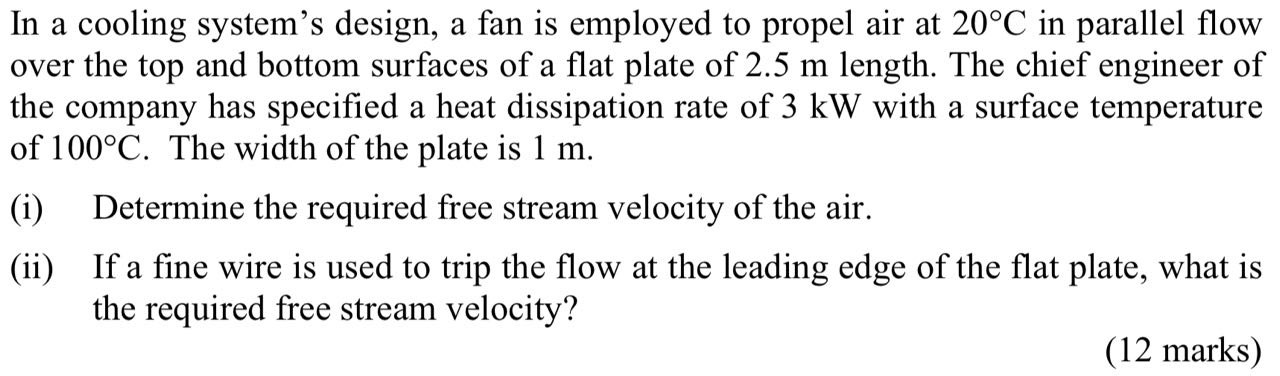 In a cooling system’s design, a fan is employed to propel air at 20°C in parallel flow
over the top and bottom surfaces of a flat plate of 2.5 m length. The chief engineer of
the company has specified a heat dissipation rate of 3 kW with a surface temperature
of 100°C. The width of the plate is 1 m.
(i) Determine the required free stream velocity of the air.
(ii) If a fine wire is used to trip the flow at the leading edge of the flat plate, what is
the required free stream velocity?
(12 marks)